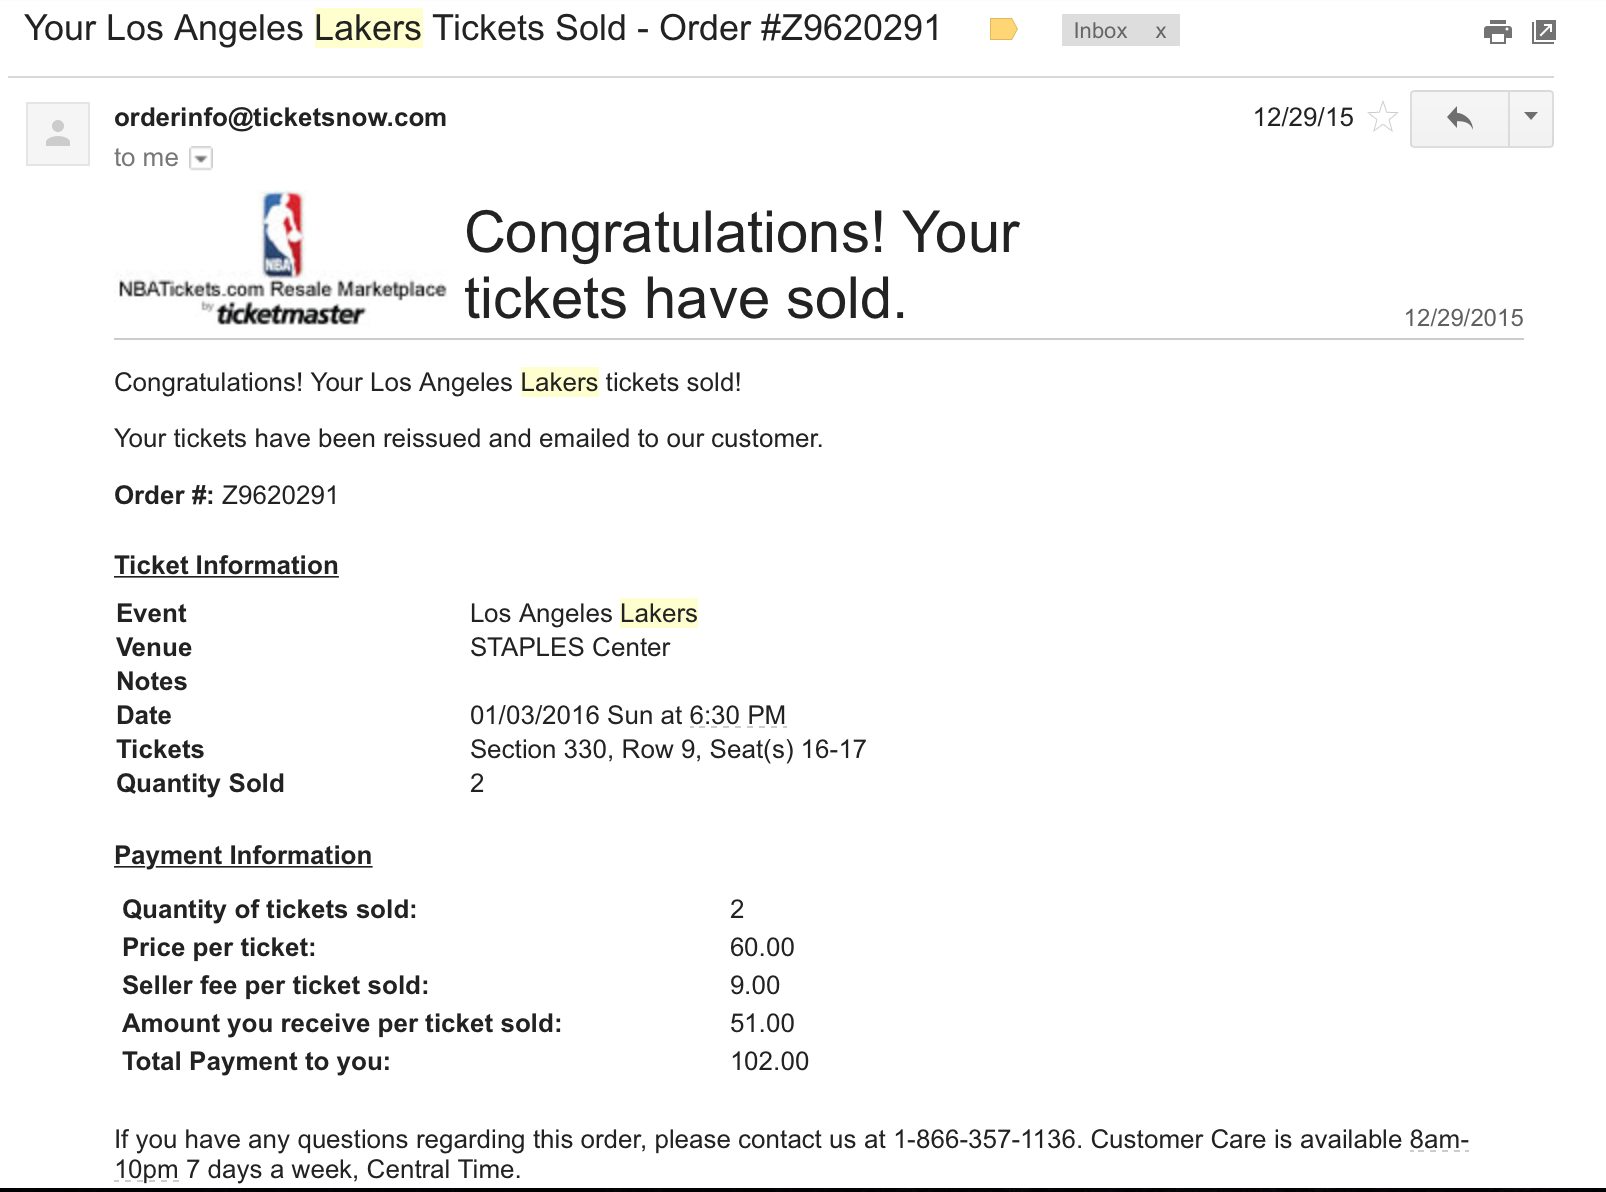 Your Los Angeles Lakers Tickets Sold - Order #Z9620291
Inbox x
orderinfo@ticketsnow.com
12/29/15
to me
NBA
NBATickets.com Resale Marketplace
by ticketmaster
Congratulations! Your
tickets have sold.
12/29/2015
Congratulations! Your Los Angeles Lakers tickets sold!
Your tickets have been reissued and emailed to our customer.
Order #: Z9620291
Ticket Information
Event Los Angeles Lakers
Venue STAPLES Center
Notes
Date 01/03/2016 Sun at 6:30 PM
Tickets Section 330, Row 9, Seat(s) 16-17
Quantity Sold 2
Payment Information
Quantity of tickets sold: 2
Price per ticket: 60.00
Seller fee per ticket sold: 9.00
Amount you receive per ticket sold: 51.00
Total Payment to you: 102.00
If you have any questions regarding this order, please contact us at 1-866-357-1136. Customer Care is available 8am-
10pm 7 days a week, Central Time.